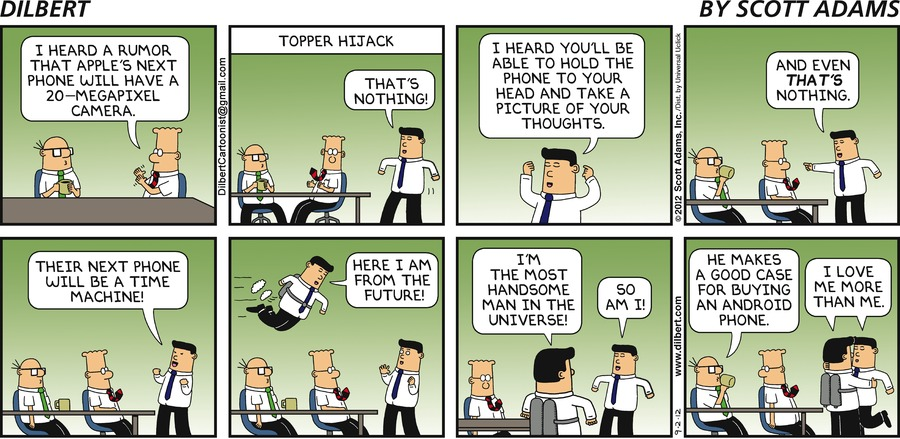 DILBERT
BY SCOTT ADAMS
I HEARD A RUMOR
THAT APPLE'S NEXT
PHONE WILL HAVE A
20-MEGAPIXEL
CAMERA.
DilbertCartoonist@gmail.com
TOPPER HIJACK
THAT'S
NOTHING!
I HEARD YOU'LL BE
ABLE TO HOLD THE
PHONE TO YOUR
HEAD AND TAKE A
PICTURE OF YOUR
THOUGHTS.
©2012 Scott Adams, Inc./Dist. by Universal Uclick
AND EVEN
THAT'S
NOTHING.
THEIR NEXT PHONE
WILL BE A TIME
MACHINE!
HERE I AM
FROM THE
FUTURE!
I'M
THE MOST
HANDSOME
MAN IN THE
UNIVERSE!
SO
AM I!
www.dilbert.com
9-2-12
HE MAKES
A GOOD CASE
FOR BUYING
AN ANDROID
PHONE.
I LOVE
ME MORE
THAN ME.